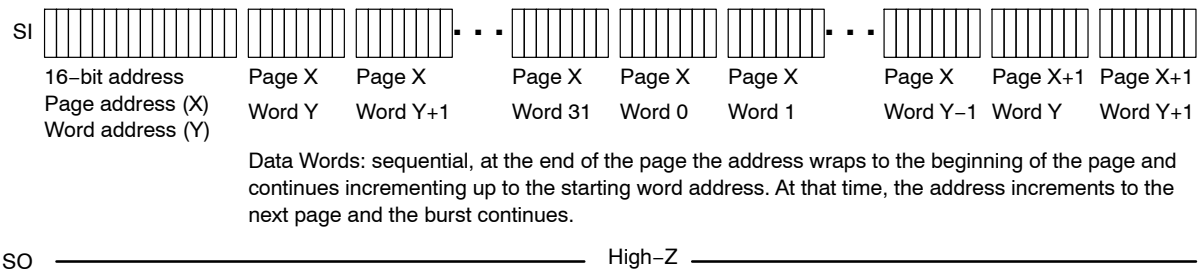 SI
16−bit address
Page address (X)
Word address (Y)
Page X
Word Y
Page X
Word Y+1
Page X
Word 31
Page X
Word 0
Page X
Word 1
Page X
Word Y−1
Page X+1
Word Y
Page X+1
Word Y+1
Data Words: sequential, at the end of the page the address wraps to the beginning of the page and
continues incrementing up to the starting word address. At that time, the address increments to the
next page and the burst continues.
SO
High−Z